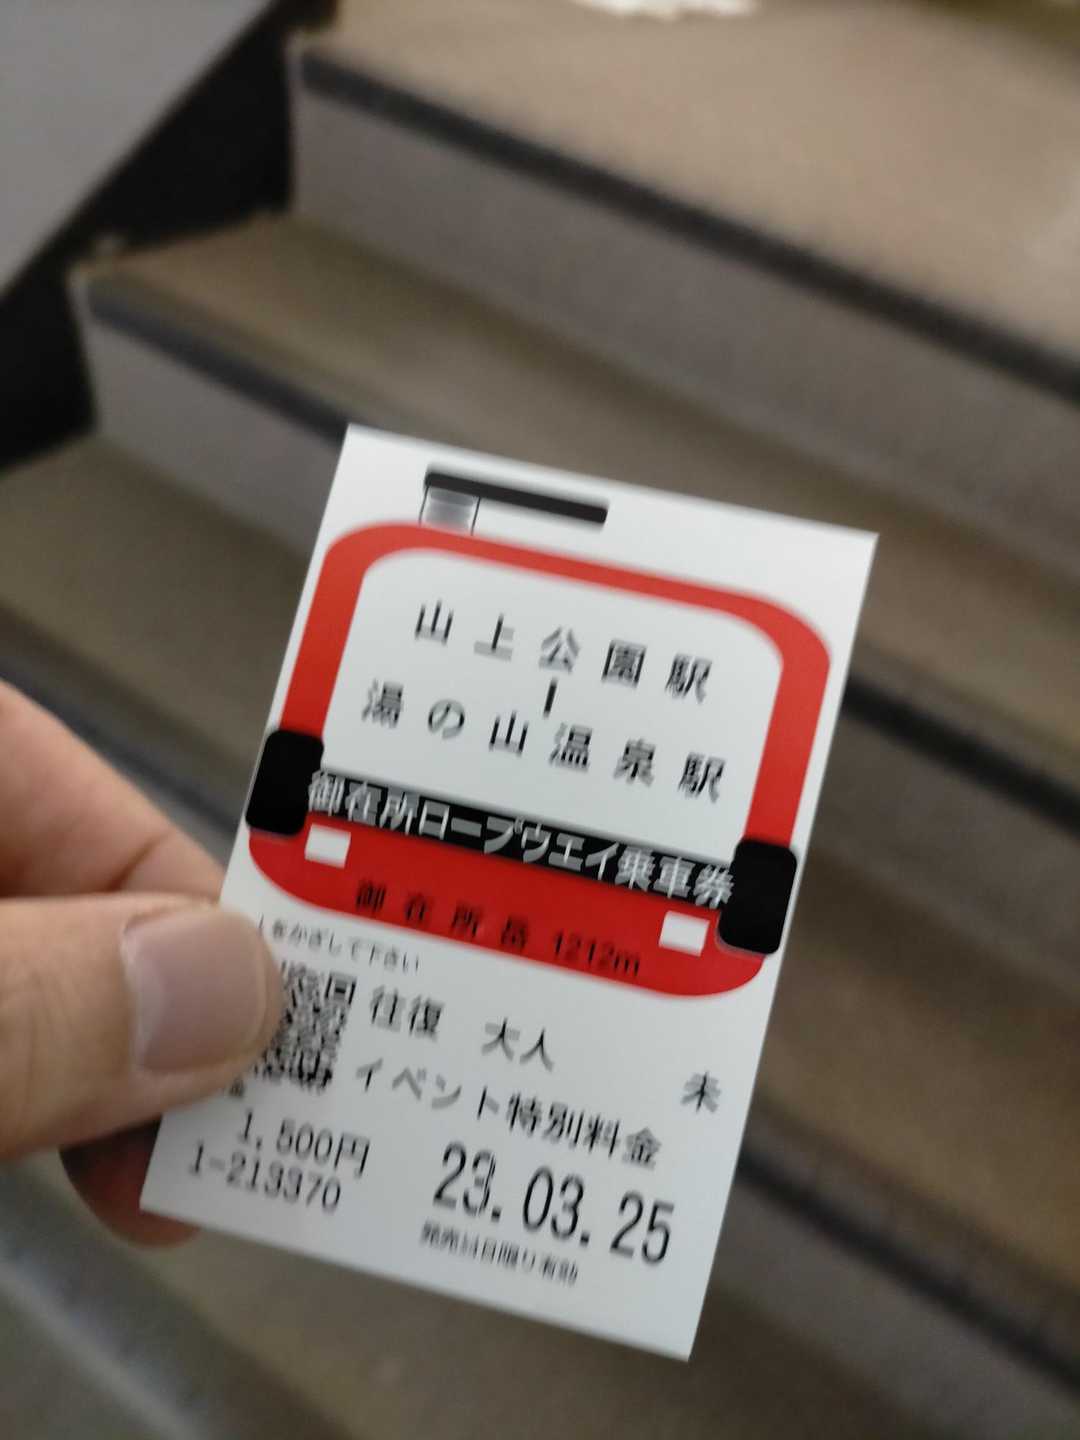 山上公園駅
ー
湯の山温泉駅
御在所ロープウエイ乗車券
御在所岳 1212m
をかざして下さい
往復 大人
イベント特別料金 未
1,500円
1-213370
23.03.25
発売日日限り有効